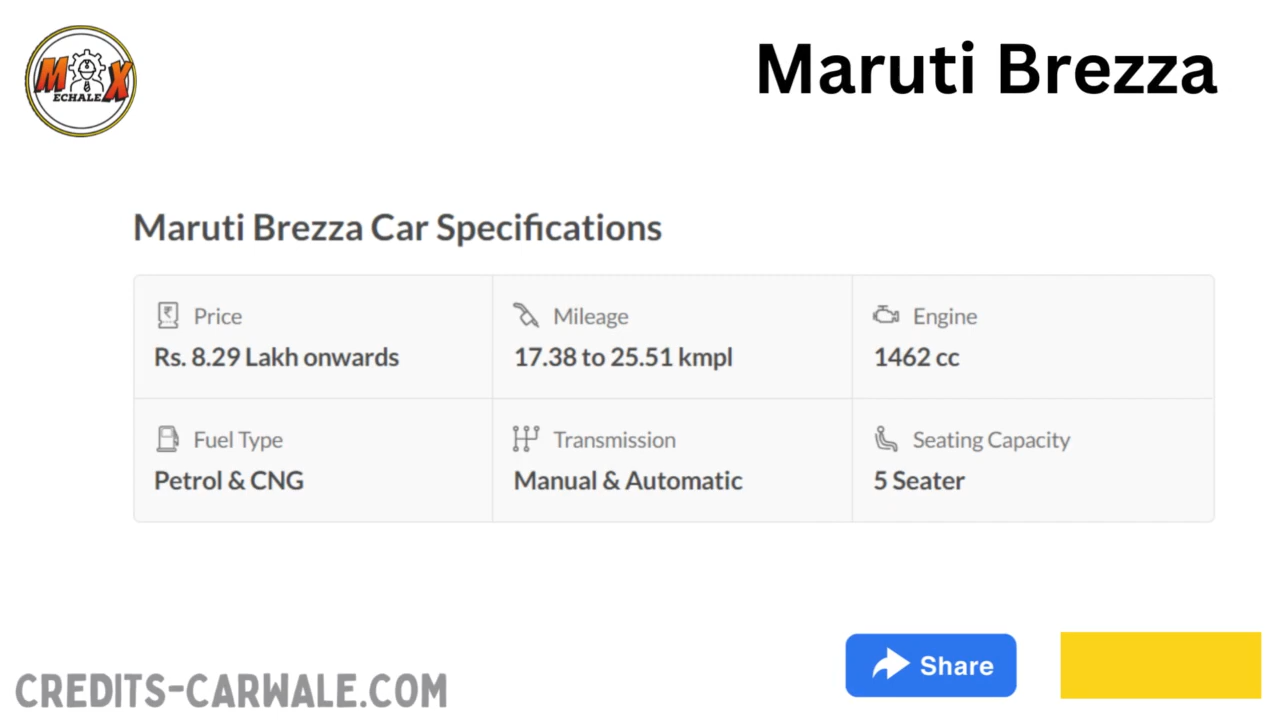 M X
ECHALE
Maruti Brezza
Maruti Brezza Car Specifications
Price
Rs. 8.29 Lakh onwards
Mileage
17.38 to 25.51 kmpl
Engine
1462 cc
Fuel Type
Petrol & CNG
Transmission
Manual & Automatic
Seating Capacity
5 Seater
Share
CREDITS-CARWALE.COM